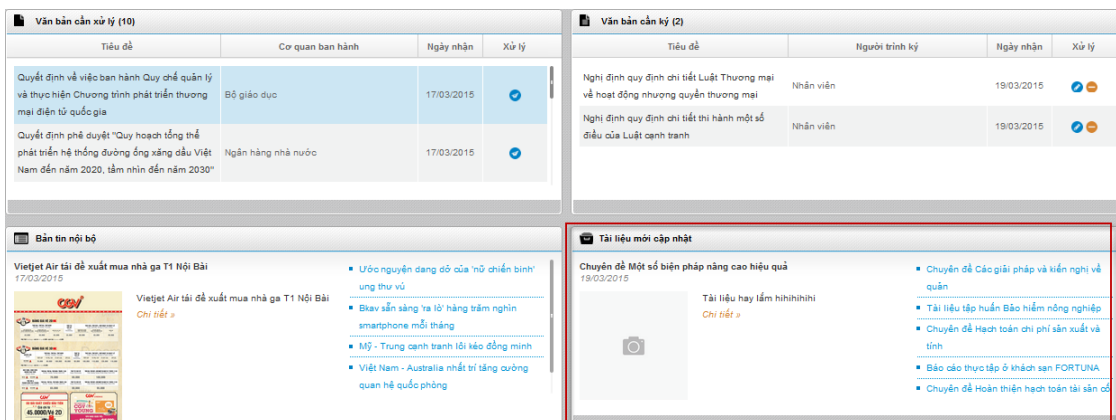 Văn bản cần xử lý (10)
Tiêu đề Cơ quan ban hành Ngày nhận Xử lý
Quyết định về việc ban hành Quy chế quản lý
và thực hiện Chương trình phát triển thương
mại điện tử quốc gia
Bộ giáo dục 17/03/2015
Quyết định phê duyệt "Quy hoạch tổng thể
phát triển hệ thống đường ống xăng dầu Việt
Nam đến năm 2020, tầm nhìn đến năm 2030"
Ngân hàng nhà nước 17/03/2015
Văn bản cần ký (2)
Tiêu đề Người trình ký Ngày nhận Xử lý
Nghị định quy định chi tiết Luật Thương mại
về hoạt động nhượng quyền thương mại
Nhân viên 19/03/2015
Nghị định quy định chi tiết thi hành một số
điều của Luật cạnh tranh
Nhân viên 19/03/2015
Bản tin nội bộ
Vietjet Air tái đề xuất mua nhà ga T1 Nội Bài
17/03/2015
CGV
Vietjet Air tái đề xuất mua nhà ga T1 Nội Bài
Chi tiết »
45.000Đ/Vé 2D
CGV
YOUNG
Ước nguyện dang dở của 'nữ chiến binh'
ung thư vú
Bkav sẵn sàng 'ra lò' hàng trăm nghìn
smartphone mỗi tháng
Mỹ - Trung cạnh tranh lôi kéo đồng minh
Việt Nam - Australia nhất trí tăng cường
quan hệ quốc phòng
Tài liệu mới cập nhật
Chuyên đề Một số biện pháp nâng cao hiệu quả
19/03/2015
Tài liệu hay lắm hihihihihi
Chi tiết »
Chuyên đề Các giải pháp và kiến nghị về
quản
Tài liệu tập huấn Bảo hiểm nông nghiệp
Chuyên đề Hạch toán chi phí sản xuất và
tính
Báo cáo thực tập ở khách sạn FORTUNA
Chuyên đề Hoàn thiện hạch toán tài sản cố